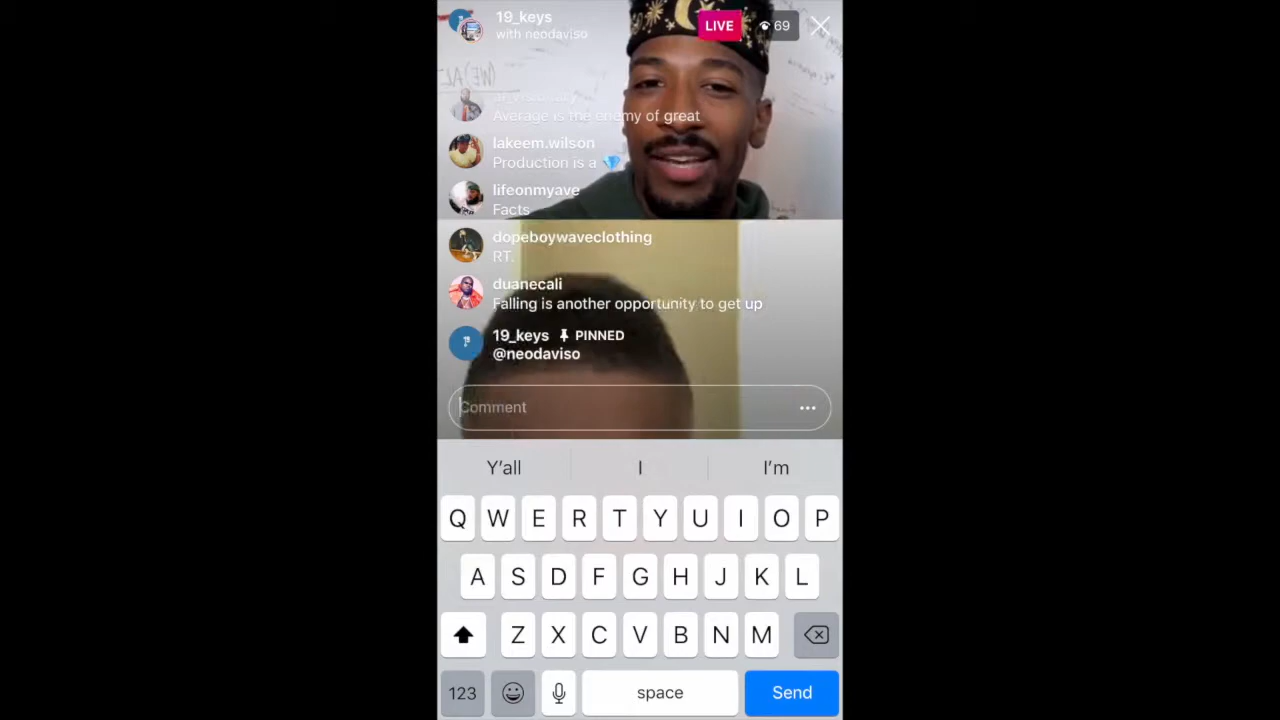 19_keys
with neodaviso
LIVE
69
Average is the enemy of great
lakeem.wilson
Production is a 💎
lifeonmyave
Facts
dopeboywaveclothing
RT.
duanecali
Falling is another opportunity to get up
19_keys PINNED
@neodaviso
Comment
Y'all I I'm
Q W E R T Y U I O P
A S D F G H J K L
Z X C V B N M
123 space Send